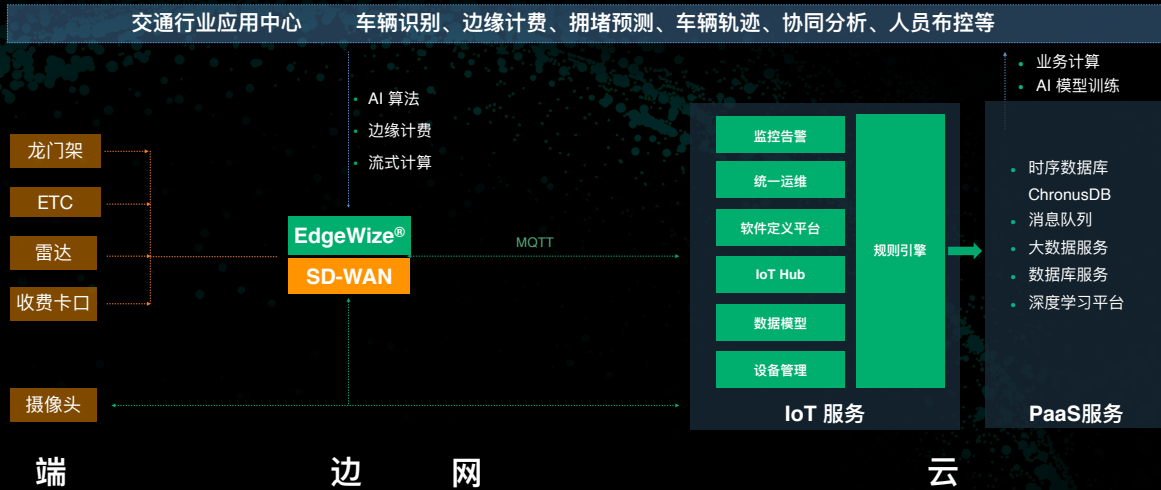 交通行业应用中心 车辆识别、边缘计费、拥堵预测、车辆轨迹、协同分析、人员布控等
• AI 算法
• 边缘计费
• 流式计算
• 业务计算
• AI 模型训练
龙门架
ETC
雷达
收费卡口
摄像头
EdgeWize®
SD-WAN
MQTT
监控告警
统一运维
软件定义平台
IoT Hub
数据模型
设备管理
规则引擎
IoT 服务
• 时序数据库
ChronusDB
• 消息队列
• 大数据服务
• 数据库服务
• 深度学习平台
PaaS服务
端 边 网 云